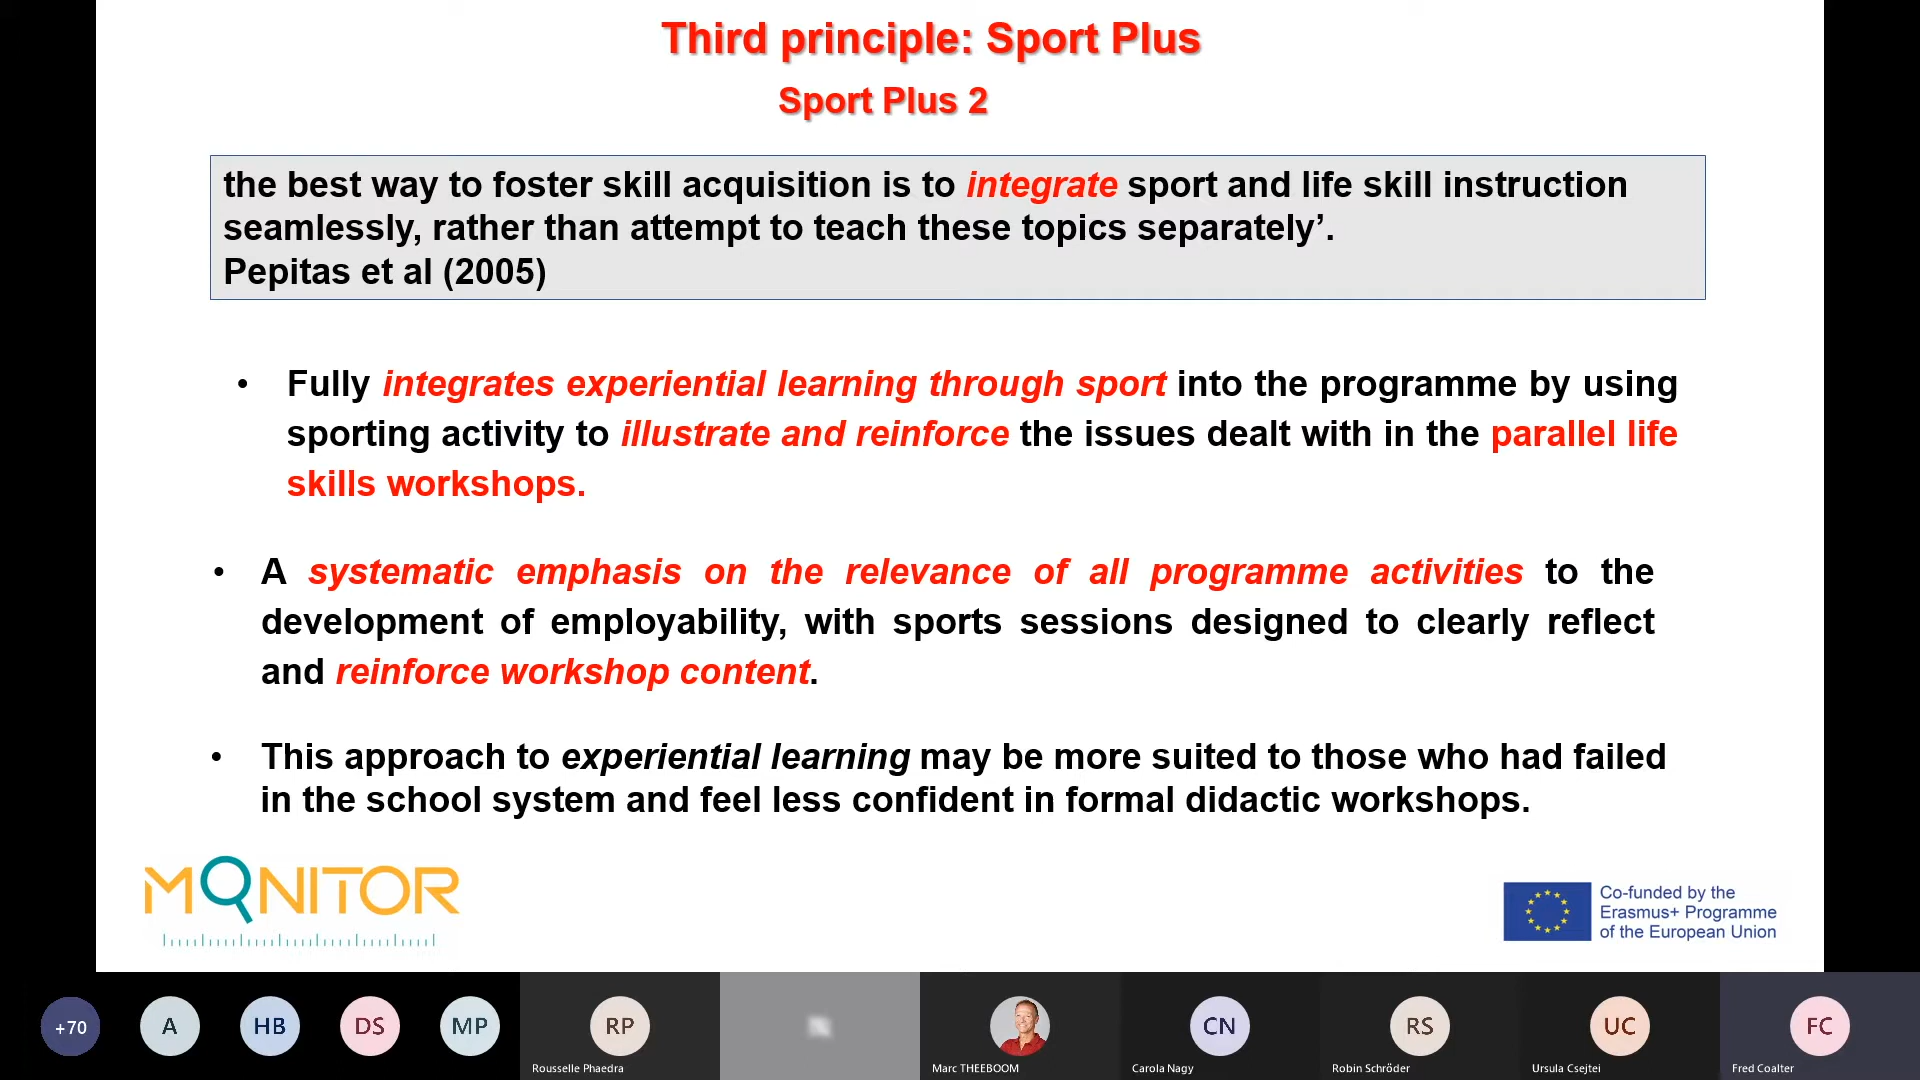 Third principle: Sport Plus
Sport Plus 2
the best way to foster skill acquisition is to integrate sport and life skill instruction
seamlessly, rather than attempt to teach these topics separately’.
Pepitas et al (2005)
• Fully integrates experiential learning through sport into the programme by using
sporting activity to illustrate and reinforce the issues dealt with in the parallel life
skills workshops.
• A systematic emphasis on the relevance of all programme activities to the
development of employability, with sports sessions designed to clearly reflect
and reinforce workshop content.
• This approach to experiential learning may be more suited to those who had failed
in the school system and feel less confident in formal didactic workshops.
MONITOR
Co-funded by the
Erasmus+ Programme
of the European Union
+70 A HB DS MP RP CN RS UC FC
Rousselle Phaedra Marc THEEBOOM Carola Nagy Robin Schröder Ursula Csejtei Fred Coalter